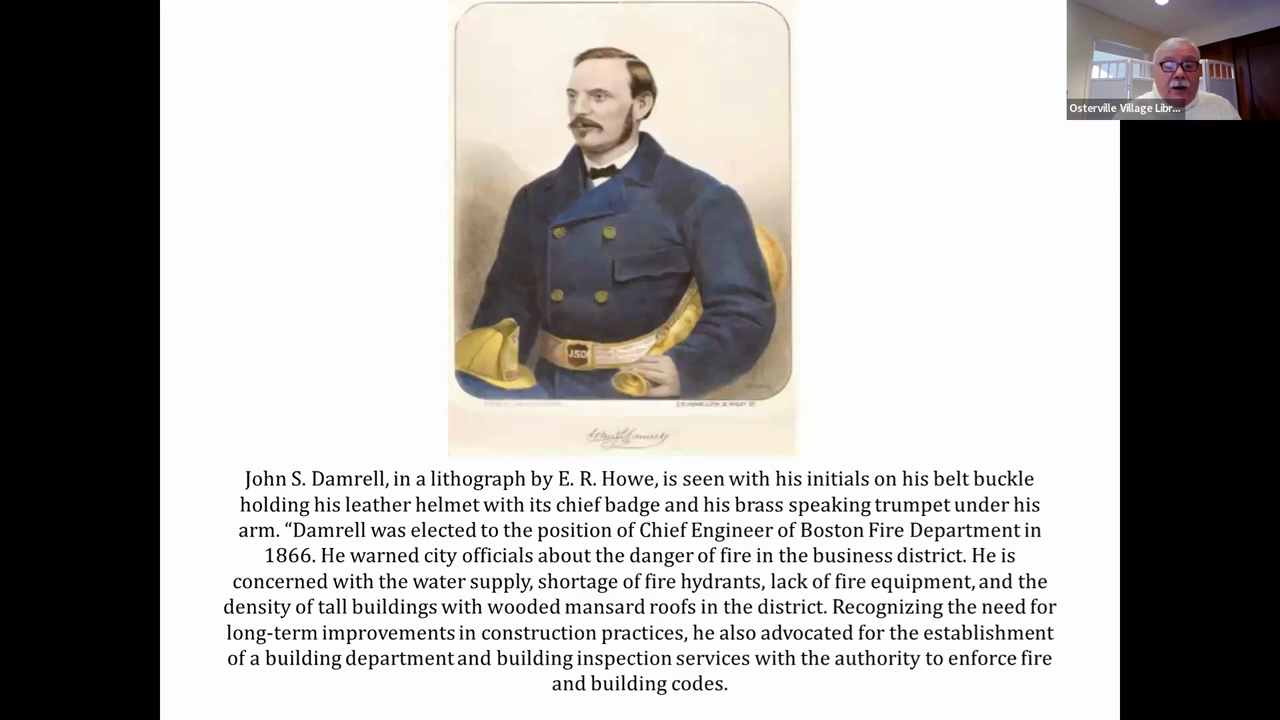 Osterville Village Libr...
JSD
John S. Damrell, in a lithograph by E. R. Howe, is seen with his initials on his belt buckle
holding his leather helmet with its chief badge and his brass speaking trumpet under his
arm. “Damrell was elected to the position of Chief Engineer of Boston Fire Department in
1866. He warned city officials about the danger of fire in the business district. He is
concerned with the water supply, shortage of fire hydrants, lack of fire equipment, and the
density of tall buildings with wooded mansard roofs in the district. Recognizing the need for
long-term improvements in construction practices, he also advocated for the establishment
of a building department and building inspection services with the authority to enforce fire
and building codes.